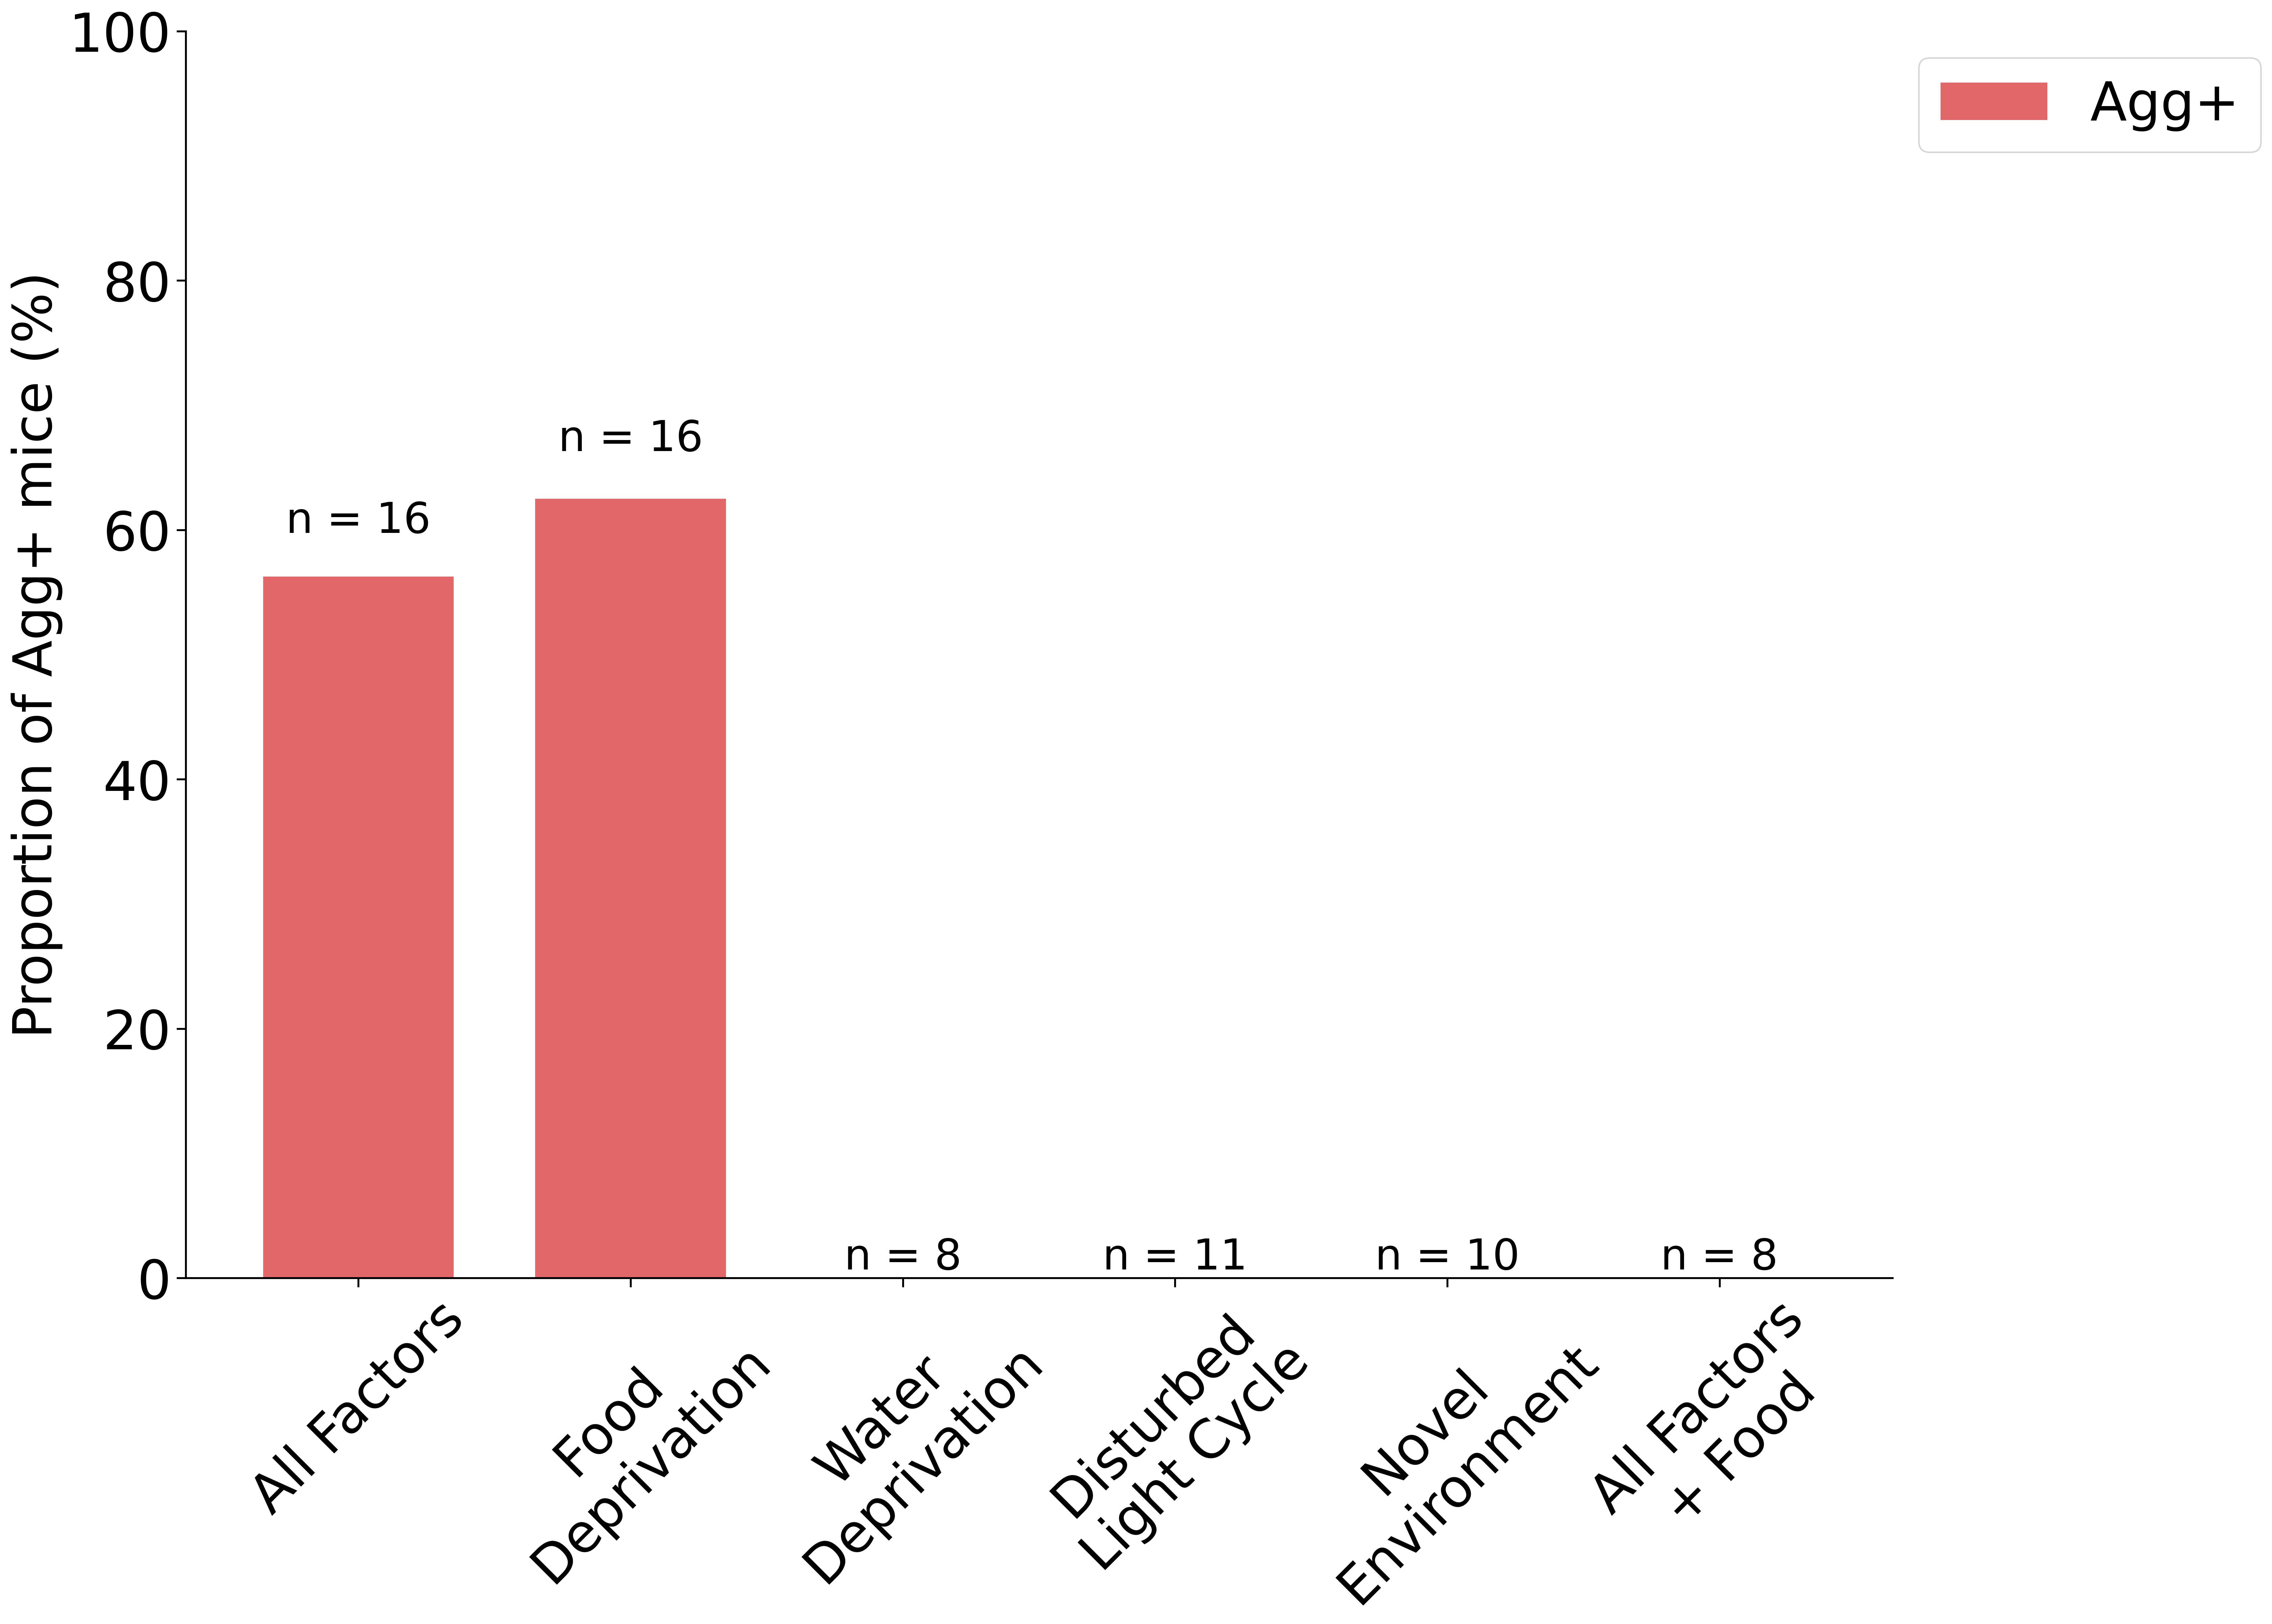 Proportion of Agg+ mice (%)
100
80
60
40
20
0
n = 16
n = 16
n = 8
n = 11
n = 10
n = 8
All Factors
Food
Deprivation
Water
Deprivation
Disturbed
Light Cycle
Novel
Environment
All Factors
+ Food
Agg+